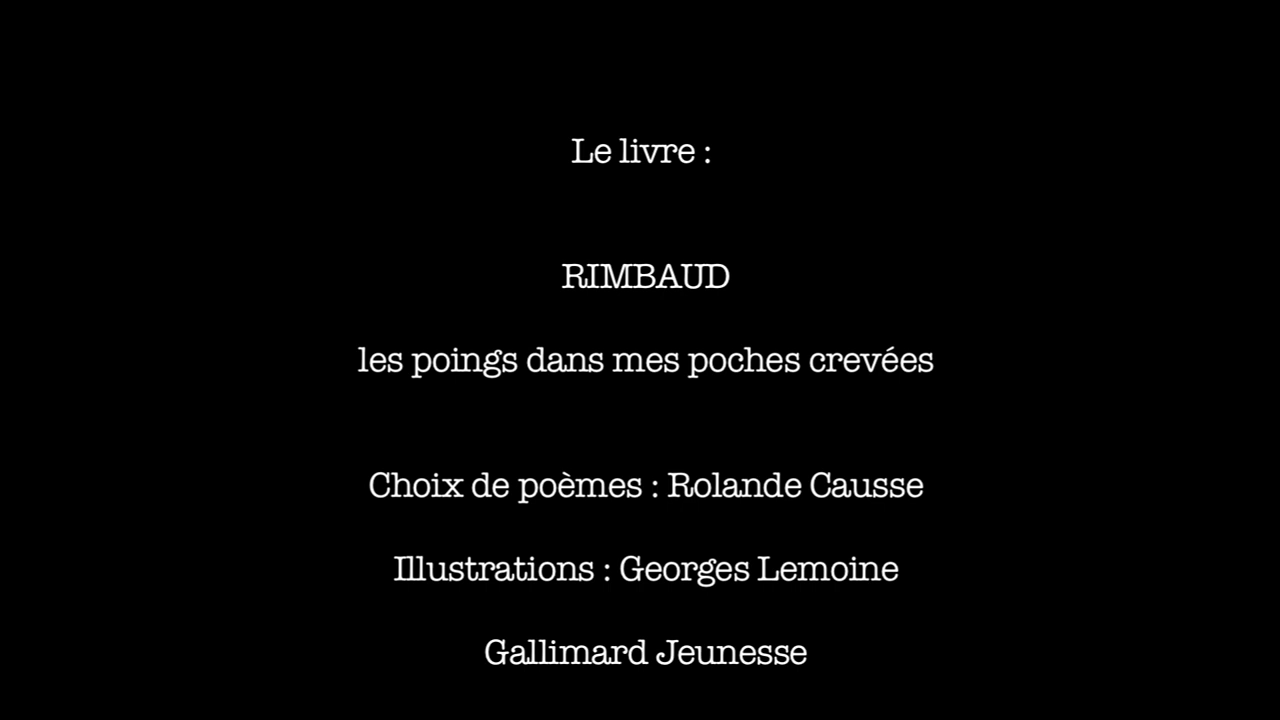 Le livre :
RIMBAUD
les poings dans mes poches crevées
Choix de poèmes : Rolande Causse
Illustrations : Georges Lemoine
Gallimard Jeunesse